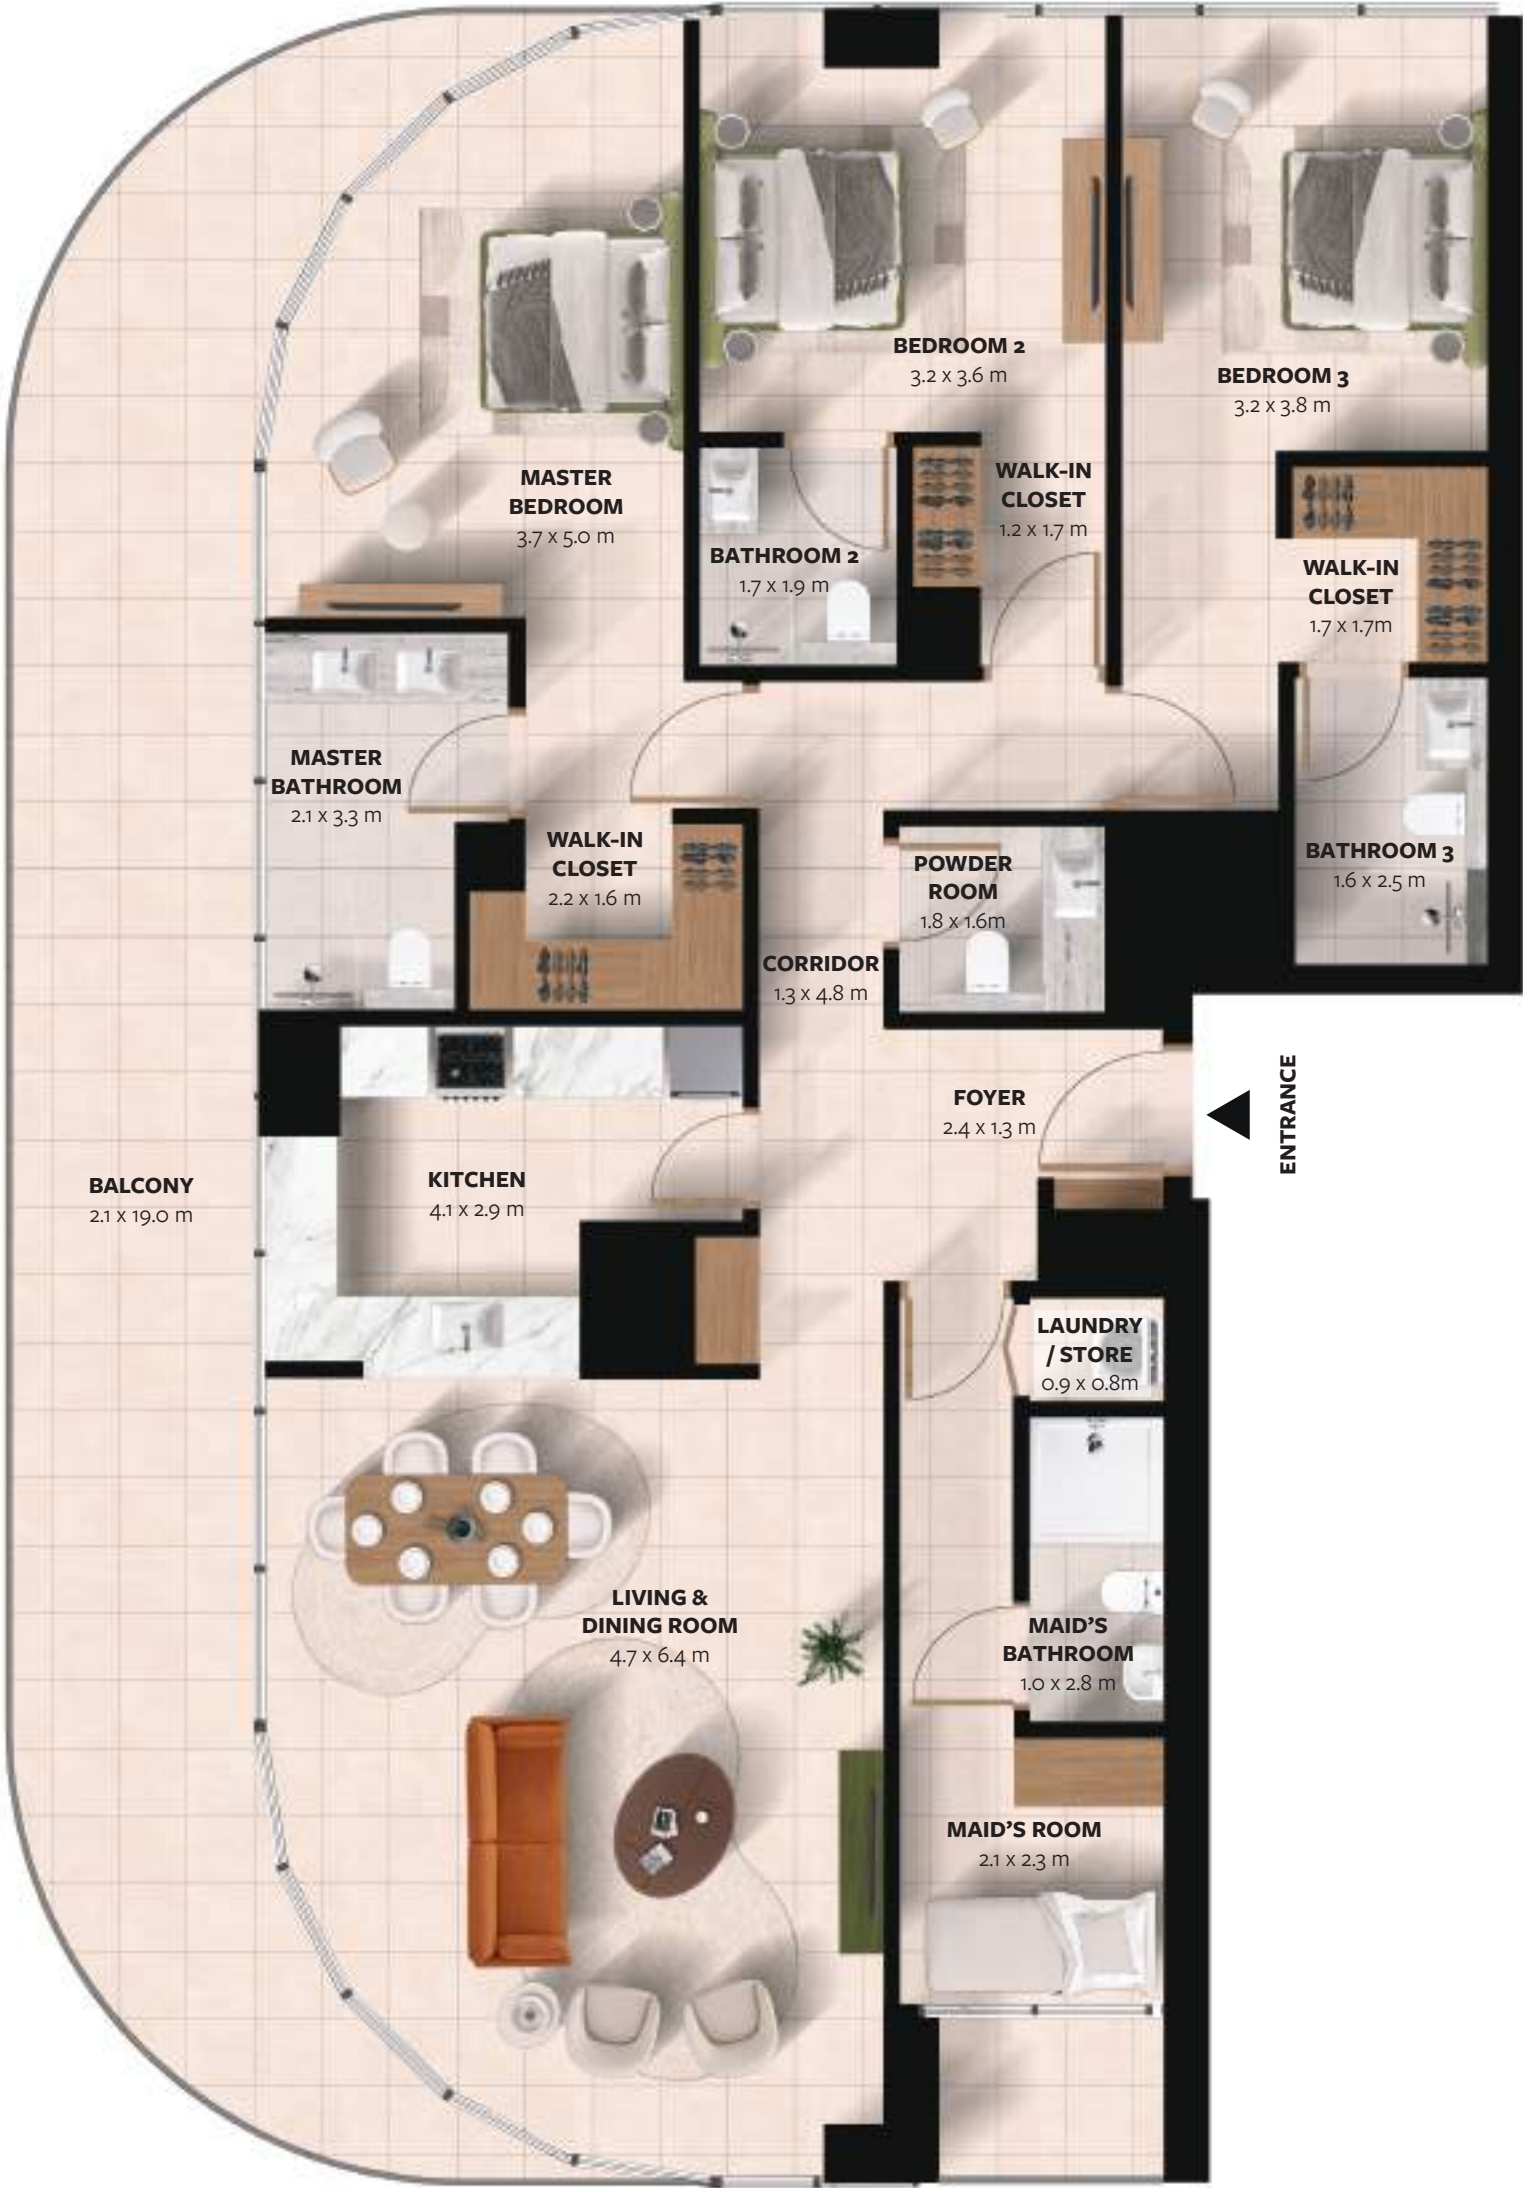 BEDROOM 2
3.2 x 3.6 m
BEDROOM 3
3.2 x 3.8 m
MASTER
BEDROOM
3.7 x 5.0 m
WALK-IN
CLOSET
1.2 x 1.7 m
BATHROOM 2
1.7 x 1.9 m
WALK-IN
CLOSET
1.7 x 1.7m
MASTER
BATHROOM
2.1 x 3.3 m
WALK-IN
CLOSET
2.2 x 1.6 m
POWDER
ROOM
1.8 x 1.6m
BATHROOM 3
1.6 x 2.5 m
CORRIDOR
1.3 x 4.8 m
FOYER
2.4 x 1.3 m
ENTRANCE
BALCONY
2.1 x 19.0 m
KITCHEN
4.1 x 2.9 m
LAUNDRY
/ STORE
0.9 x 0.8m
LIVING &
DINING ROOM
4.7 x 6.4 m
MAID'S
BATHROOM
1.0 x 2.8 m
MAID'S ROOM
2.1 x 2.3 m